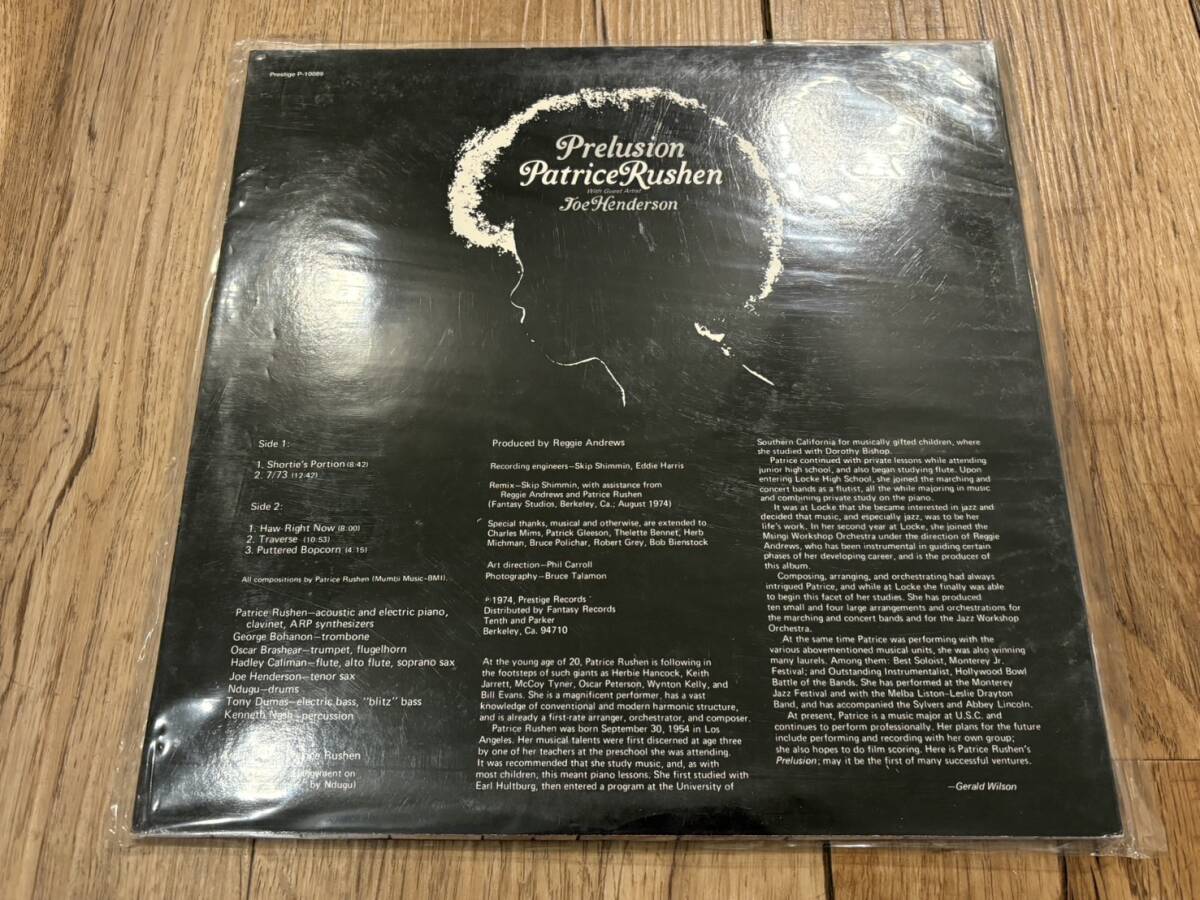 Prestige P-10089
Prelusion
Patrice Rushen
With Guest Artist
Joe Henderson
Side 1:
1. Shortie's Portion (8:42)
2. 7/73 (12:42)
Side 2:
1. Haw-Right Now (8:00)
2. Traverse (10:53)
3. Puttered Bopcorn (4:15)
All compositions by Patrice Rushen (Mumbi Music-BMI).
Patrice Rushen—acoustic and electric piano,
clavinet, ARP synthesizers
George Bohanon—trombone
Oscar Brashear—trumpet, flugelhorn
Hadley Caliman—flute, alto flute, soprano sax
Joe Henderson—tenor sax
Ndugu—drums
Tony Dumas—electric bass, "blitz" bass
Kenneth Nash—percussion
Rushen
on
by Ndugu)
Produced by Reggie Andrews
Recording engineers—Skip Shimmin, Eddie Harris
Remix—Skip Shimmin, with assistance from
Reggie Andrews and Patrice Rushen
(Fantasy Studios, Berkeley, Ca.; August 1974)
Special thanks, musical and otherwise, are extended to
Charles Mims, Patrick Gleeson, Thelette Bennet, Herb
Michman, Bruce Polichar, Robert Grey, Bob Bienstock
Art direction—Phil Carroll
Photography—Bruce Talamon
℗ 1974, Prestige Records
Distributed by Fantasy Records
Tenth and Parker
Berkeley, Ca. 94710
At the young age of 20, Patrice Rushen is following in
the footsteps of such giants as Herbie Hancock, Keith
Jarrett, McCoy Tyner, Oscar Peterson, Wynton Kelly, and
Bill Evans. She is a magnificent performer, has a vast
knowledge of conventional and modern harmonic structure,
and is already a first-rate arranger, orchestrator, and composer.
Patrice Rushen was born September 30, 1954 in Los
Angeles. Her musical talents were first discerned at age three
by one of her teachers at the preschool she was attending.
It was recommended that she study music, and, as with
most children, this meant piano lessons. She first studied with
Earl Hultburg, then entered a program at the University of
Southern California for musically gifted children, where
she studied with Dorothy Bishop.
Patrice continued with private lessons while attending
junior high school, and also began studying flute. Upon
entering Locke High School, she joined the marching and
concert bands as a flutist, all the while majoring in music
and combining private study on the piano.
It was at Locke that she became interested in jazz and
decided that music, and especially jazz, was to be her
life's work. In her second year at Locke, she joined the
Msingi Workshop Orchestra under the direction of Reggie
Andrews, who has been instrumental in guiding certain
phases of her developing career, and is the producer of
this album.
Composing, arranging, and orchestrating had always
intrigued Patrice, and while at Locke she finally was able
to begin this facet of her studies. She has produced
ten small and four large arrangements and orchestrations for
the marching and concert bands and for the Jazz Workshop
Orchestra.
At the same time Patrice was performing with the
various abovementioned musical units, she was also winning
many laurels. Among them: Best Soloist, Monterey Jr.
Festival; and Outstanding Instrumentalist, Hollywood Bowl
Battle of the Bands. She has performed at the Monterey
Jazz Festival and with the Melba Liston-Leslie Drayton
Band, and has accompanied the Sylvers and Abbey Lincoln.
At present, Patrice is a music major at U.S.C. and
continues to perform professionally. Her plans for the future
include performing and recording with her own group;
she also hopes to do film scoring. Here is Patrice Rushen's
Prelusion; may it be the first of many successful ventures.
—Gerald Wilson